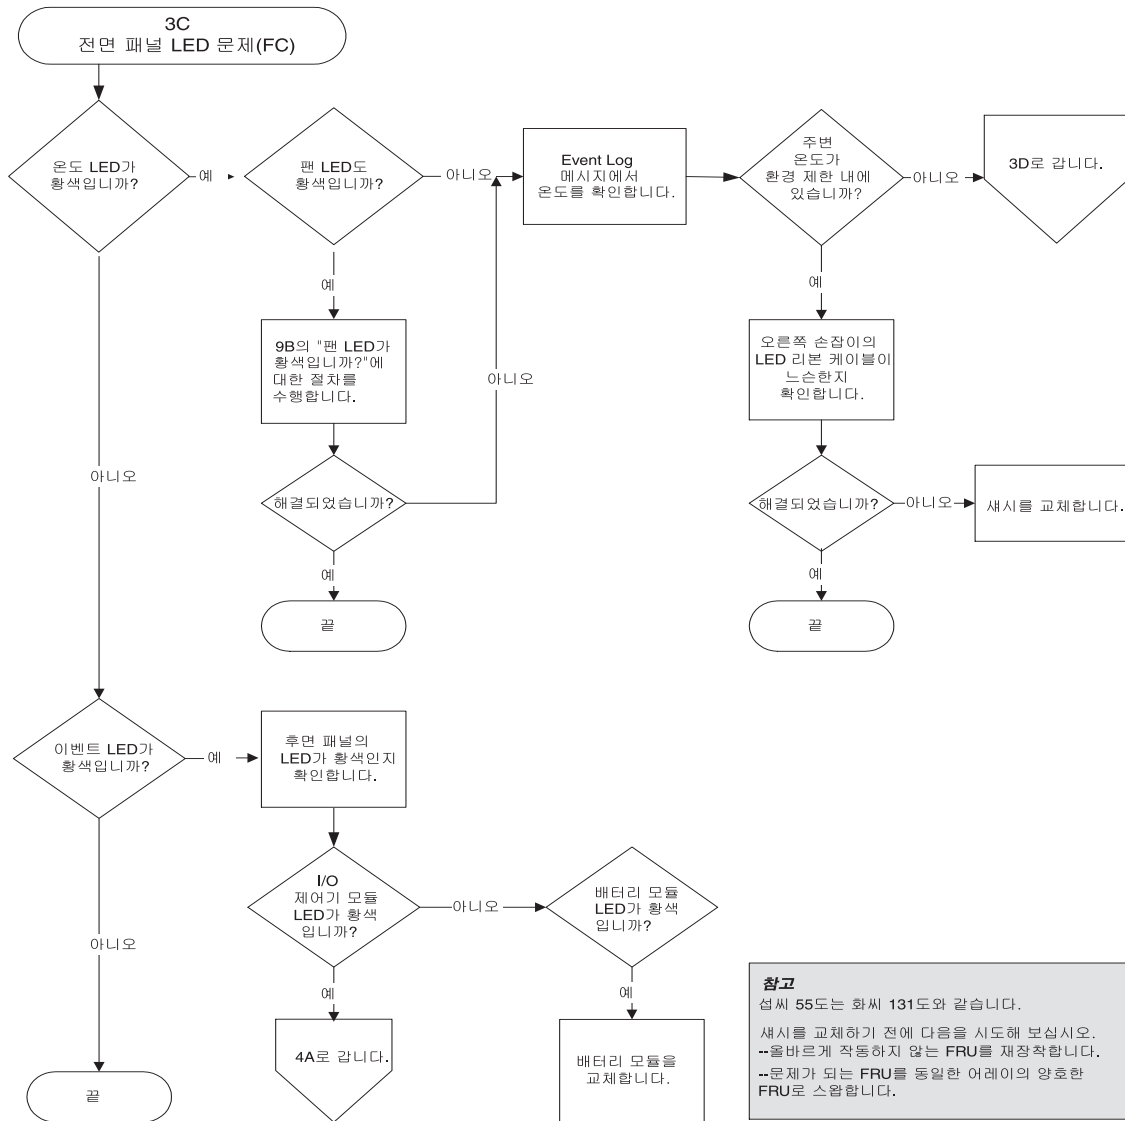 3C
전면 패널 LED 문제(FC)
온도 LED가
황색입니까?
예
팬 LED도
황색입니까?
아니오
Event Log
메시지에서
온도를 확인합니다.
주변
온도가
환경 제한 내에
있습니까?
아니오
3D로 갑니다.
예
9B의 "팬 LED가
황색입니까?"에
대한 절차를
수행합니다.
아니오
예
오른쪽 손잡이의
LED 리본 케이블이
느슨한지
확인합니다.
아니오
해결되었습니까?
해결되었습니까?
아니오
섀시를 교체합니다.
예
끝
예
끝
이벤트 LED가
황색입니까?
예
후면 패널의
LED가 황색인지
확인합니다.
I/O
제어기 모듈
LED가 황색
입니까?
아니오
배터리 모듈
LED가 황색
입니까?
아니오
예
4A로 갑니다.
예
배터리 모듈을
교체합니다.
끝
참고
섭씨 55도는 화씨 131도와 같습니다.
섀시를 교체하기 전에 다음을 시도해 보십시오.
--올바르게 작동하지 않는 FRU를 재장착합니다.
--문제가 되는 FRU를 동일한 어레이의 양호한
FRU로 스왑합니다.